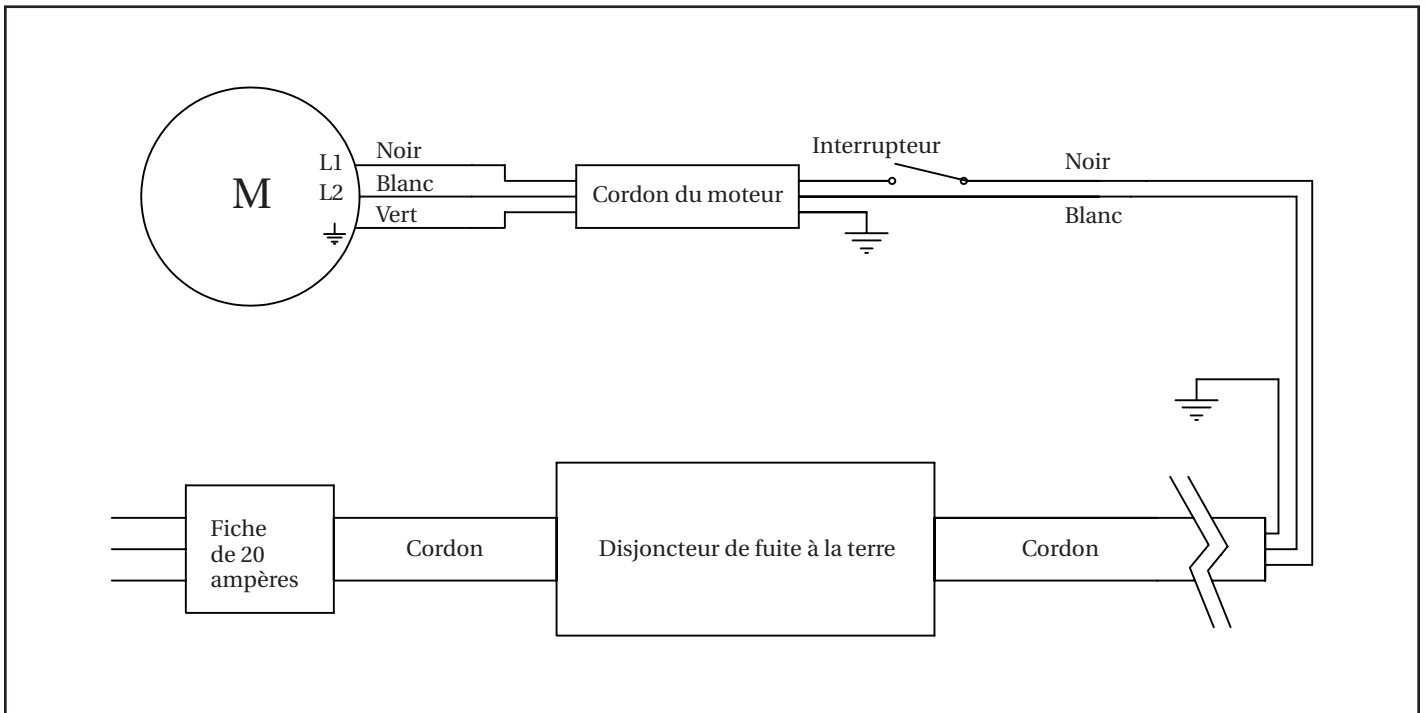 Interrupteur
L1
Noir
Noir
M
L2
Blanc
Cordon du moteur
Vert
Blanc
Fiche
de 20
ampères
Cordon
Disjoncteur de fuite à la terre
Cordon